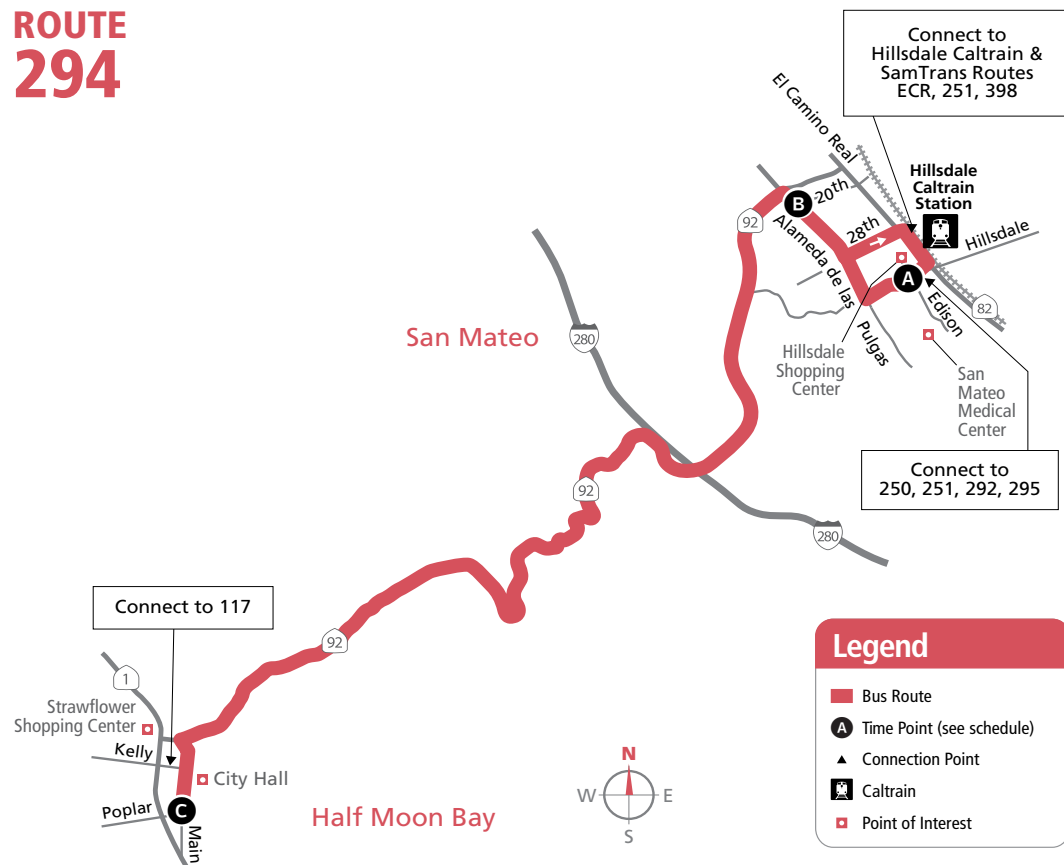 ROUTE
294
Connect to
Hillsdale Caltrain &
SamTrans Routes
ECR, 251, 398
El Camino Real
Hillsdale
Caltrain
Station
20th
B
92
28th
Hillsdale
Alameda de las
Pulgas
A
Edison
82
San Mateo
280
Hillsdale
Shopping
Center
San
Mateo
Medical
Center
Connect to
250, 251, 292, 295
92
280
Connect to 117
92
1
Strawflower
Shopping Center
Kelly
City Hall
Poplar
C
Main
Half Moon Bay
N
W
E
S
Legend
Bus Route
A Time Point (see schedule)
Connection Point
Caltrain
Point of Interest